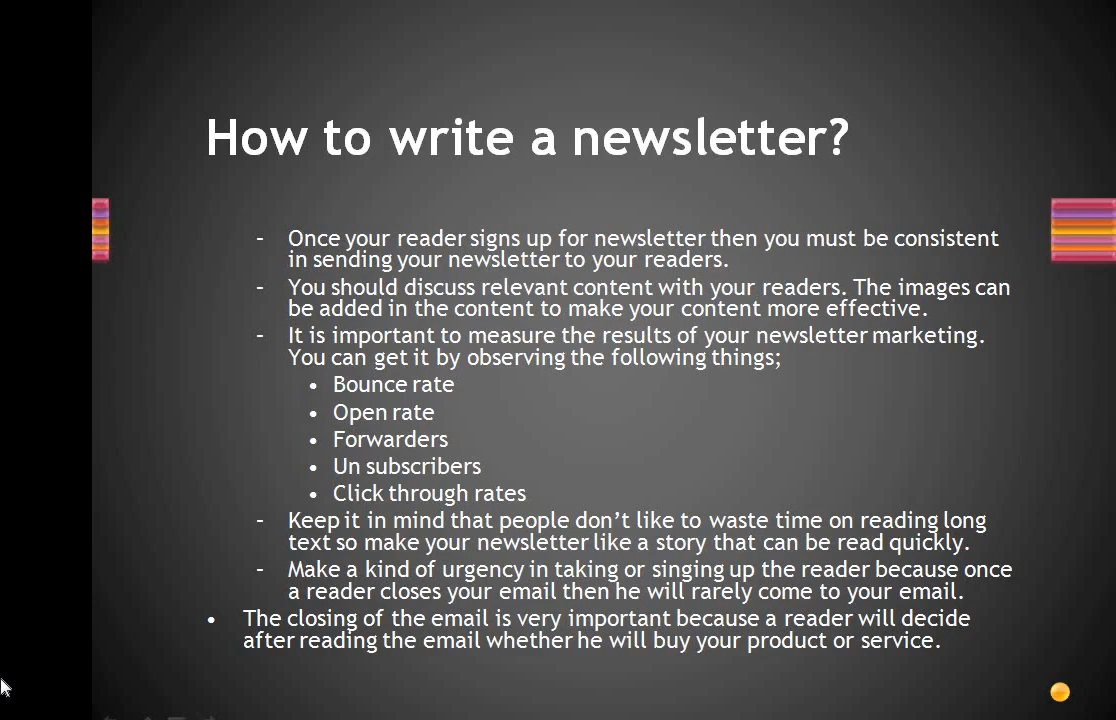 How to write a newsletter?
– Once your reader signs up for newsletter then you must be consistent
in sending your newsletter to your readers.
– You should discuss relevant content with your readers. The images can
be added in the content to make your content more effective.
– It is important to measure the results of your newsletter marketing.
You can get it by observing the following things;
• Bounce rate
• Open rate
• Forwarders
• Un subscribers
• Click through rates
– Keep it in mind that people don’t like to waste time on reading long
text so make your newsletter like a story that can be read quickly.
– Make a kind of urgency in taking or singing up the reader because once
a reader closes your email then he will rarely come to your email.
• The closing of the email is very important because a reader will decide
after reading the email whether he will buy your product or service.